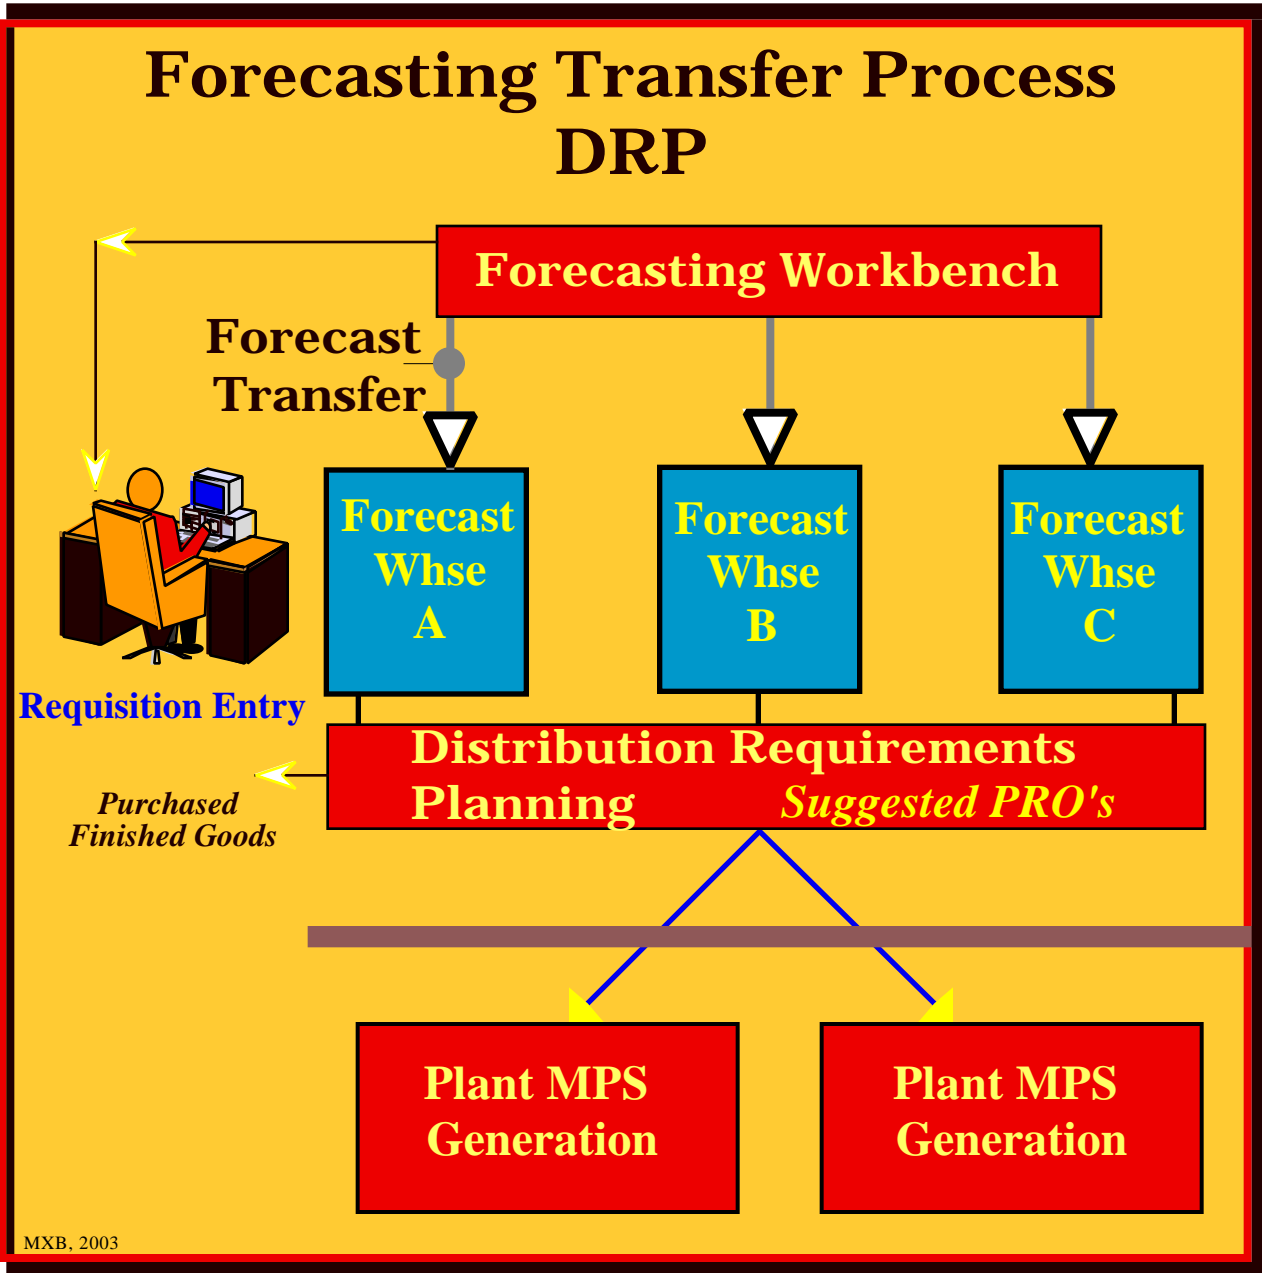 Forecasting Transfer Process
DRP
Forecasting Workbench
Forecast
Transfer
Forecast
Whse
A
Forecast
Whse
B
Forecast
Whse
C
Requisition Entry
Distribution Requirements
Planning Suggested PRO's
Purchased
Finished Goods
Plant MPS
Generation
Plant MPS
Generation
MXB, 2003